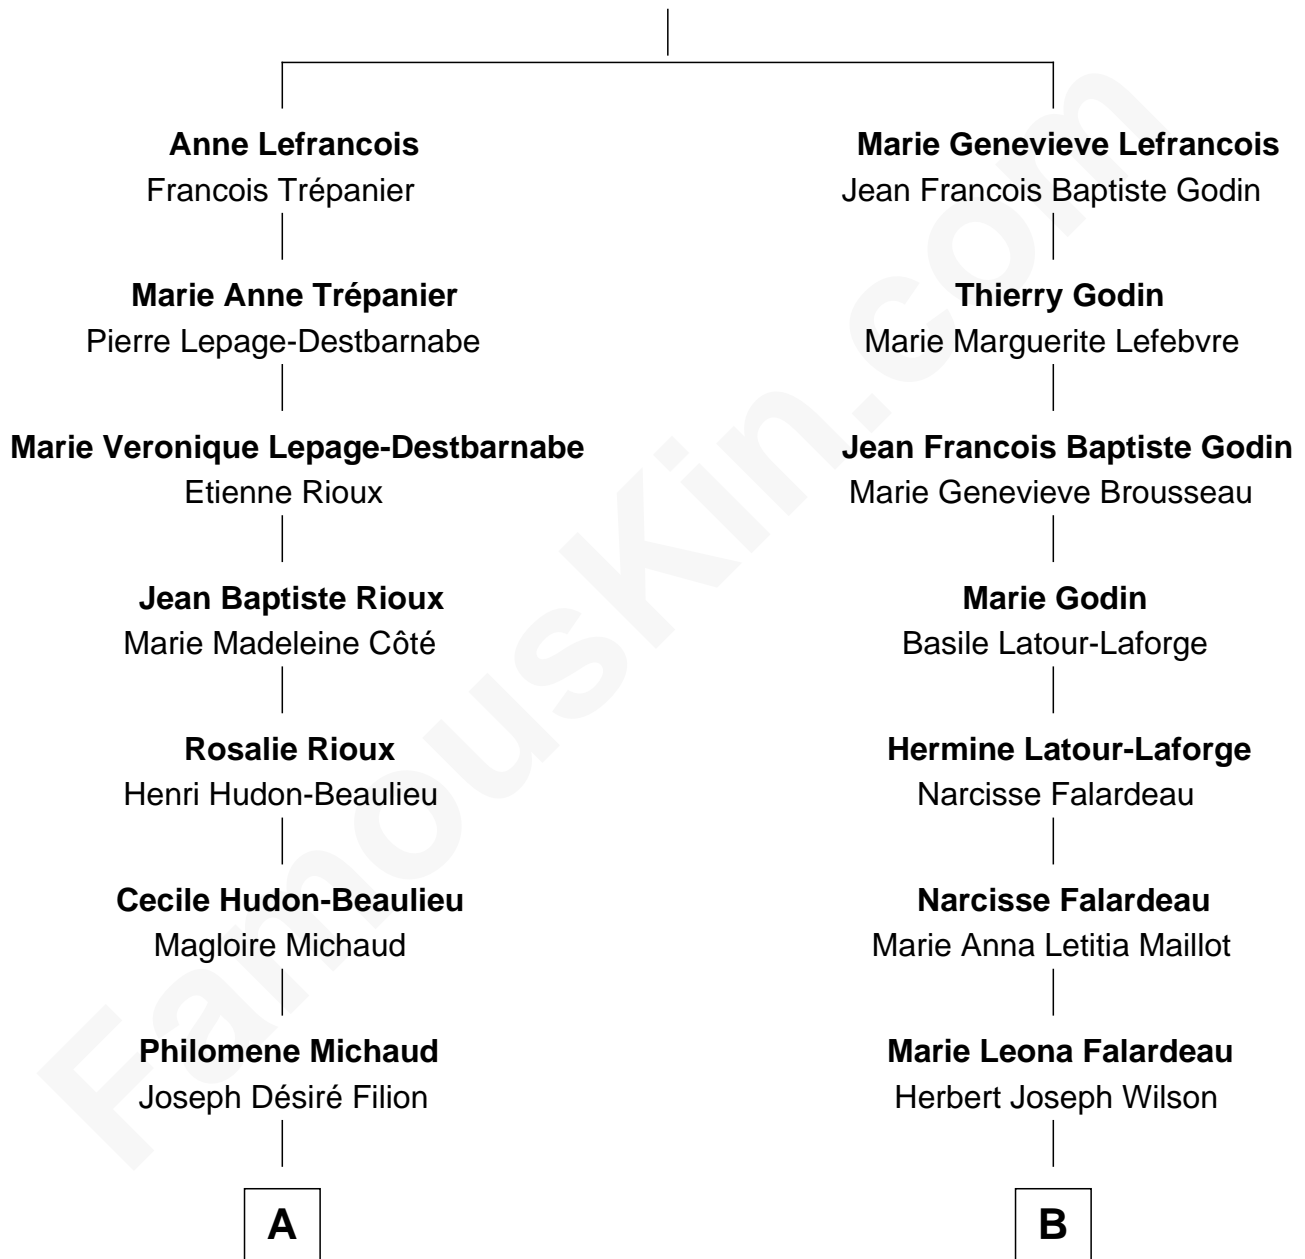 Anne Lefrancois
Francois Trépanier
Marie Anne Trépanier
Pierre Lepage-Destbarnabe
Marie Veronique Lepage-Destbarnabe
Etienne Rioux
Jean Baptiste Rioux
Marie Madeleine Côté
Rosalie Rioux
Henri Hudon-Beaulieu
Cecile Hudon-Beaulieu
Magloire Michaud
Philomene Michaud
Joseph Désiré Filion
A
Marie Genevieve Lefrancois
Jean Francois Baptiste Godin
Thierry Godin
Marie Marguerite Lefebvre
Jean Francois Baptiste Godin
Marie Genevieve Brousseau
Marie Godin
Basile Latour-Laforge
Hermine Latour-Laforge
Narcisse Falardeau
Narcisse Falardeau
Marie Anna Letitia Maillot
Marie Leona Falardeau
Herbert Joseph Wilson
B
FamousKin.com